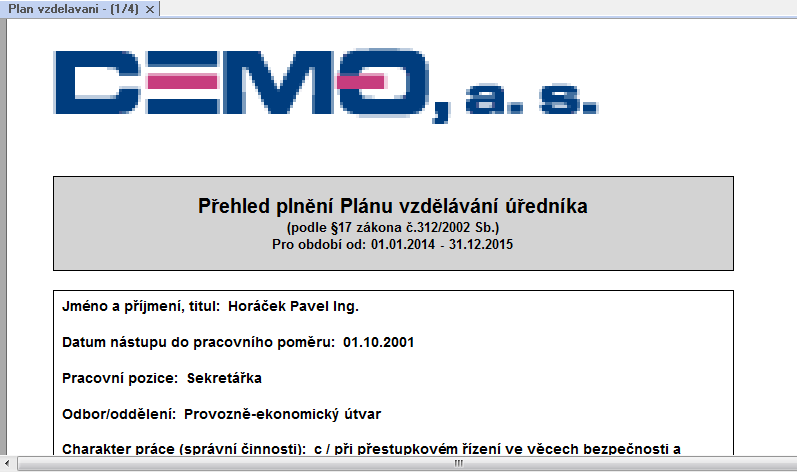 Plan vzdelavani - (1/4)
DEMO, a. s.
Přehled plnění Plánu vzdělávání úředníka
(podle §17 zákona č.312/2002 Sb.)
Pro období od: 01.01.2014 - 31.12.2015
Jméno a příjmení, titul: Horáček Pavel Ing.
Datum nástupu do pracovního poměru: 01.10.2001
Pracovní pozice: Sekretářka
Odbor/oddělení: Provozně-ekonomický útvar
Charakter práce (správní činnosti): c / při přestupkovém řízení ve věcech bezpečnosti a